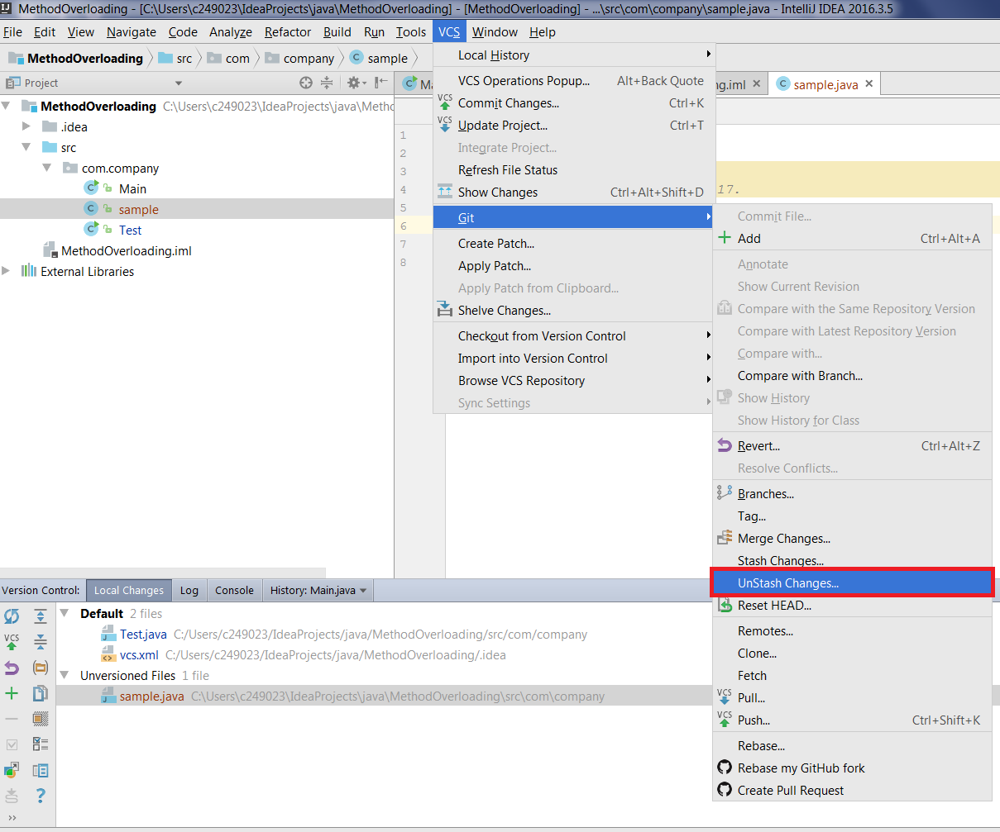 MethodOverloading - [C:\Users\c249023\IdeaProjects\java\MethodOverloading] - [MethodOverloading] - ...\src\com\company\sample.java - IntelliJ IDEA 2016.3.5
File Edit View Navigate Code Analyze Refactor Build Run Tools VCS Window Help
MethodOverloading src com company sample
Project
MethodOverloading C:\Users\c249023\IdeaProjects\java\Metho
.idea
src
com.company
Main
sample
Test
MethodOverloading.iml
External Libraries
Ma
ng.iml
sample.java
1
2
3
4
5
6
7
8
17.
Local History
VCS Operations Popup... Alt+Back Quote
VCS Commit Changes... Ctrl+K
VCS Update Project... Ctrl+T
Integrate Project...
Refresh File Status
Show Changes Ctrl+Alt+Shift+D
Git
Create Patch...
Apply Patch...
Apply Patch from Clipboard...
Shelve Changes...
Checkout from Version Control
Import into Version Control
Browse VCS Repository
Sync Settings
Commit File...
Add Ctrl+Alt+A
Annotate
Show Current Revision
Compare with the Same Repository Version
Compare with Latest Repository Version
Compare with...
Compare with Branch...
Show History
Show History for Class
Revert... Ctrl+Alt+Z
Resolve Conflicts...
Branches...
Tag...
Merge Changes...
Stash Changes...
UnStash Changes...
Reset HEAD...
Remotes...
Clone...
Fetch
VCS Pull...
VCS Push... Ctrl+Shift+K
Rebase...
Rebase my GitHub fork
Create Pull Request
Version Control: Local Changes Log Console History: Main.java
VCS
Default 2 files
Test.java C:/Users/c249023/IdeaProjects/java/MethodOverloading/src/com/company
vcs.xml C:/Users/c249023/IdeaProjects/java/MethodOverloading/.idea
Unversioned Files 1 file
sample.java C:\Users\c249023\IdeaProjects\java\MethodOverloading\src\com\company